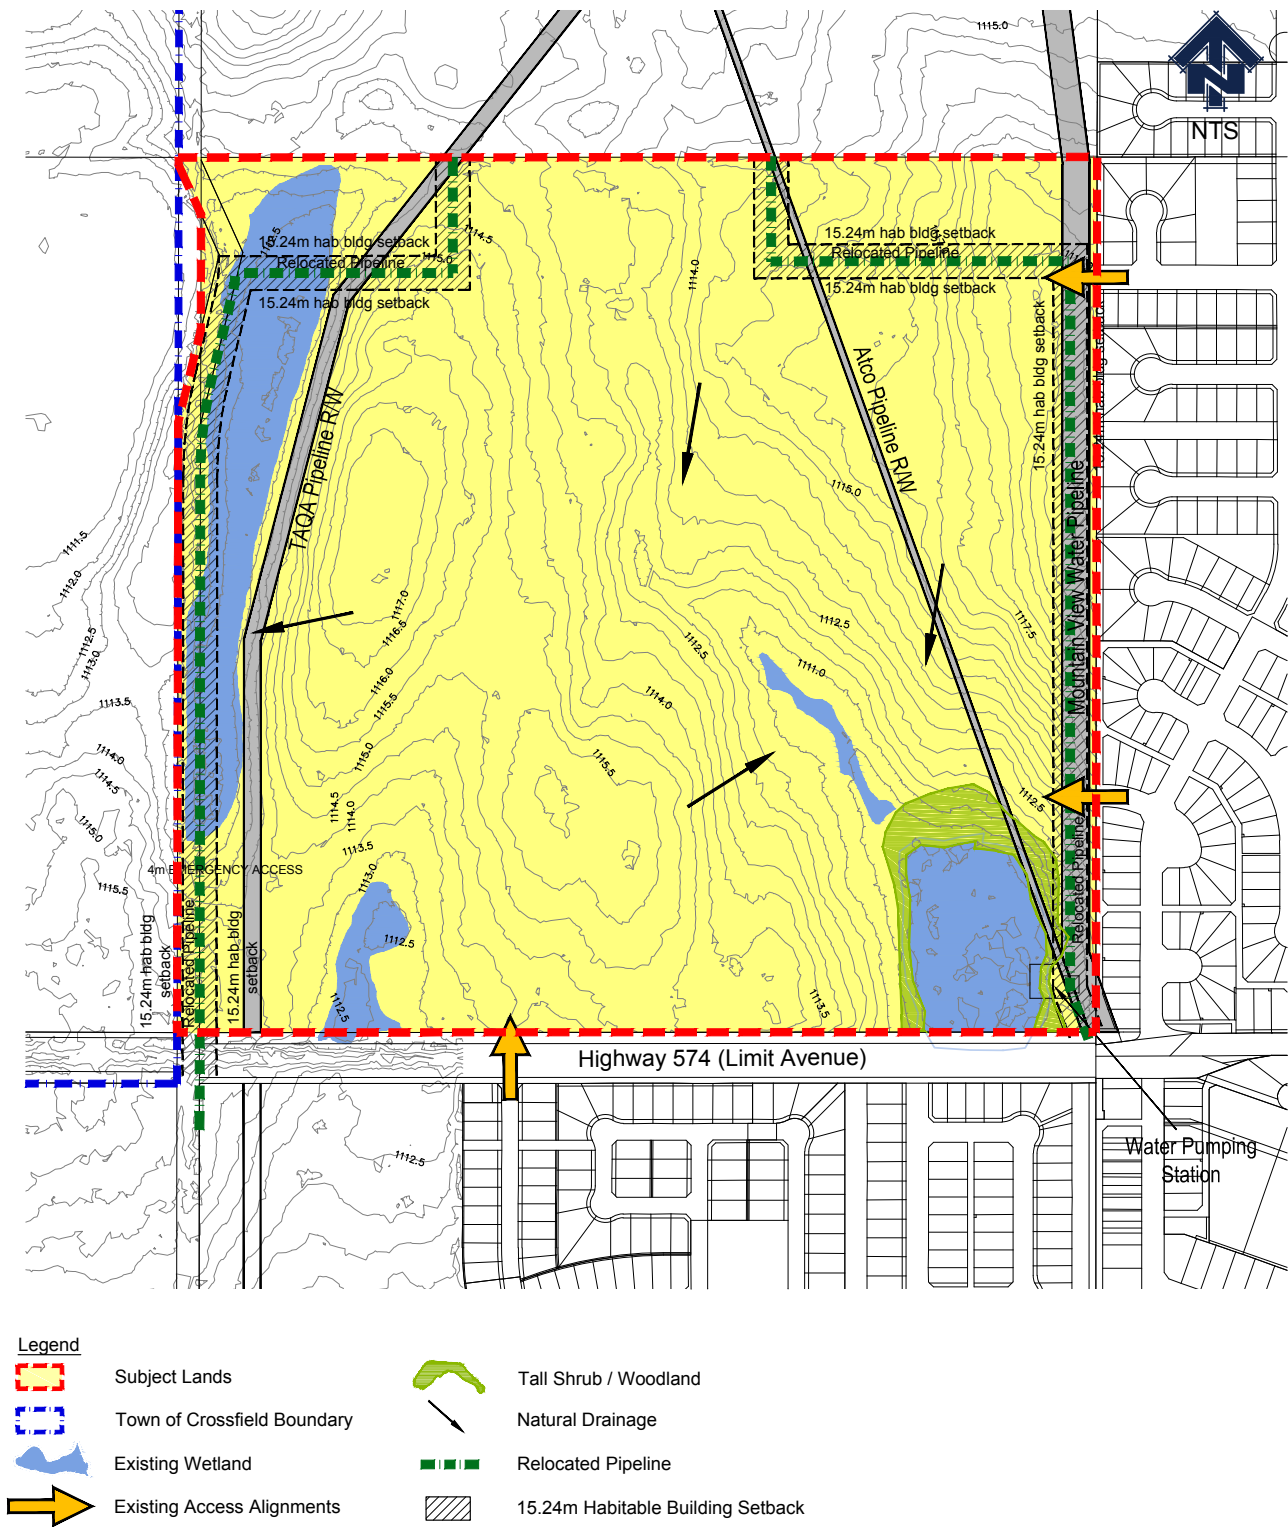 1115.0
NTS
1112.5
15.24m hab bldg setback
1114.5
Relocated Pipeline
1115.0
15.24m hab bldg setback
15.24m hab bldg setback
Relocated Pipeline
15.24m hab bldg setback
1114.0
15.24m hab bldg setback
Atco Pipeline R/W
TAQA Pipeline R/W
1115.0
Mountain View Water Pipeline
1111.5
1112.0
1112.5
1113.0
1117.0
1116.5
1116.0
1115.5
1112.5
1112.5
1117.5
1111.0
1114.0
1113.5
1114.0
1114.5
1115.0
1115.5
1115.0
1115.5
1114.5
1114.0
1113.5
1113.0
1112.5
4m EMERGENCY ACCESS
1112.5
1112.5
1113.5
15.24m hab bldg
setback
Relocated Pipeline
15.24m hab bldg
setback
Relocated Pipeline
Highway 574 (Limit Avenue)
1112.5
Water Pumping
Station
Legend
Subject Lands
Town of Crossfield Boundary
Existing Wetland
Existing Access Alignments
Tall Shrub / Woodland
Natural Drainage
Relocated Pipeline
15.24m Habitable Building Setback